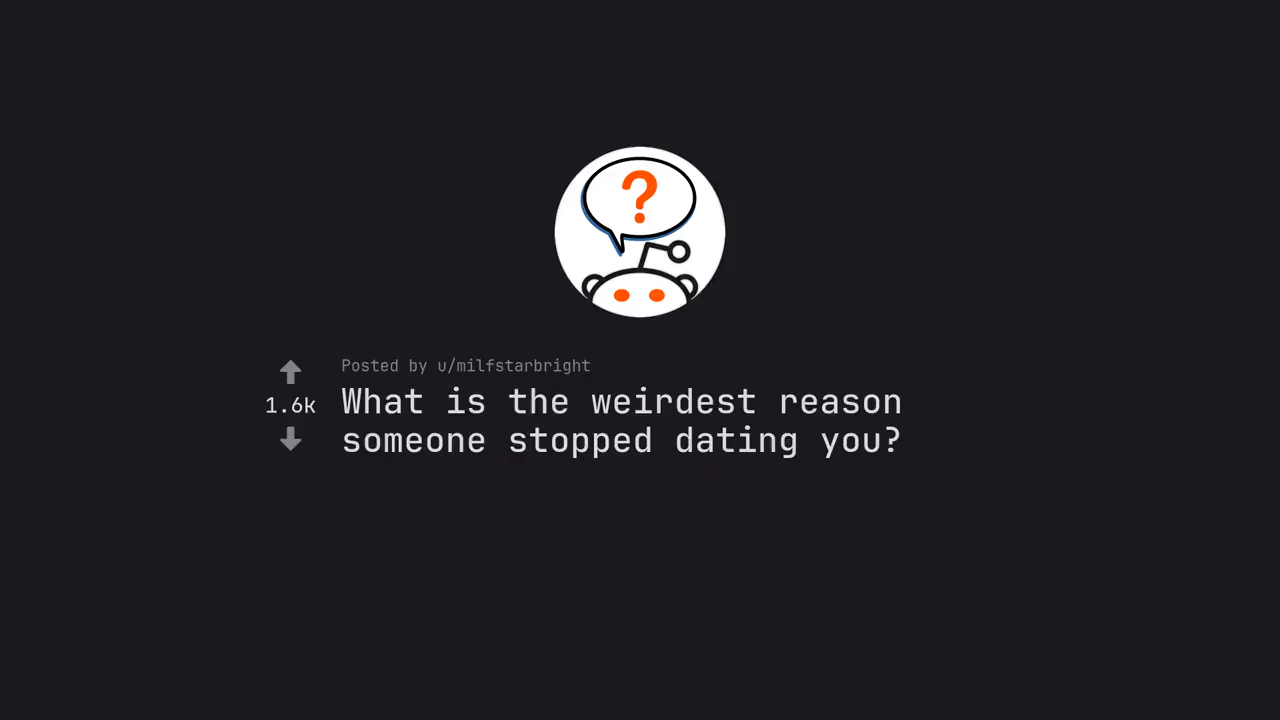 ?
Posted by u/milfstarbright
1.6k
What is the weirdest reason
someone stopped dating you?